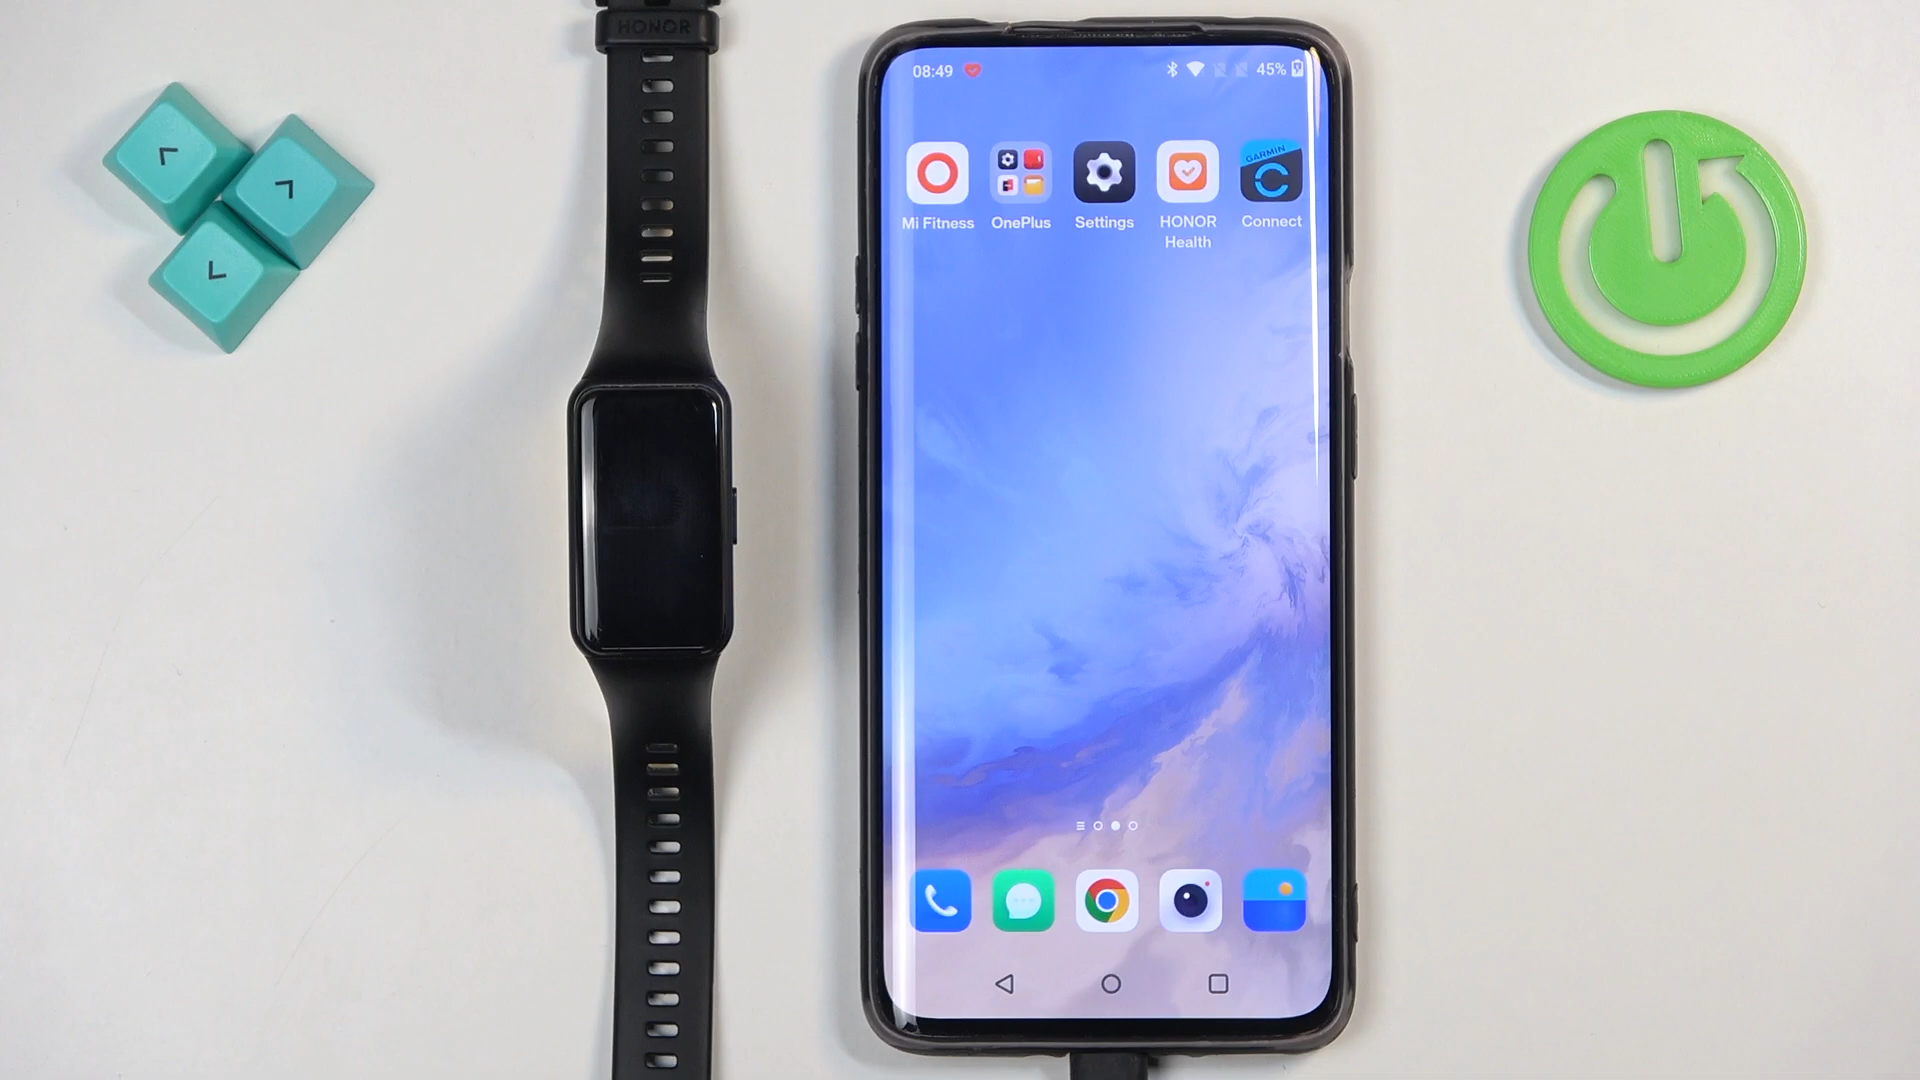 HONOR
08:49
45%
GARMIN
Mi Fitness
OnePlus
Settings
HONOR
Health
Connect